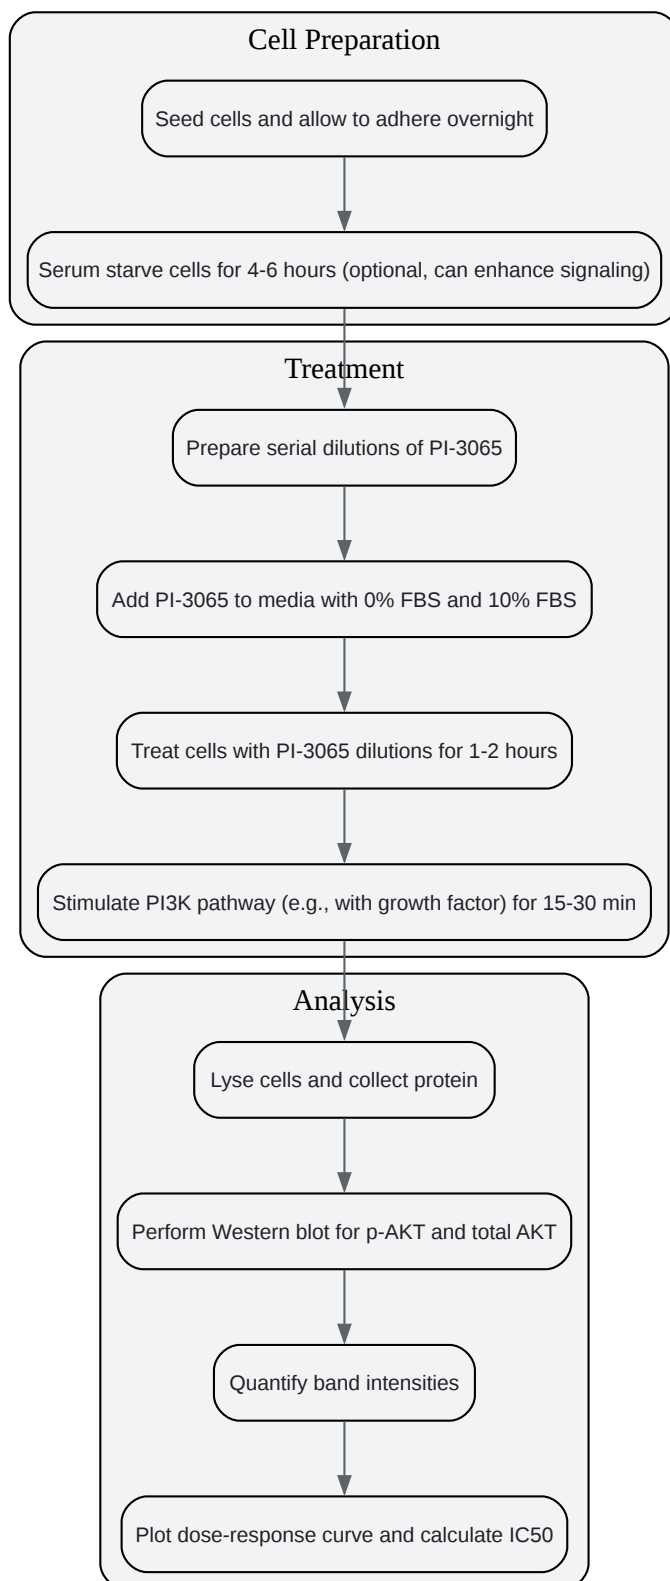 Cell Preparation
Seed cells and allow to adhere overnight
Serum starve cells for 4-6 hours (optional, can enhance signaling)
Treatment
Prepare serial dilutions of PI-3065
Add PI-3065 to media with 0% FBS and 10% FBS
Treat cells with PI-3065 dilutions for 1-2 hours
Stimulate PI3K pathway (e.g., with growth factor) for 15-30 min
Analysis
Lyse cells and collect protein
Perform Western blot for p-AKT and total AKT
Quantify band intensities
Plot dose-response curve and calculate IC50